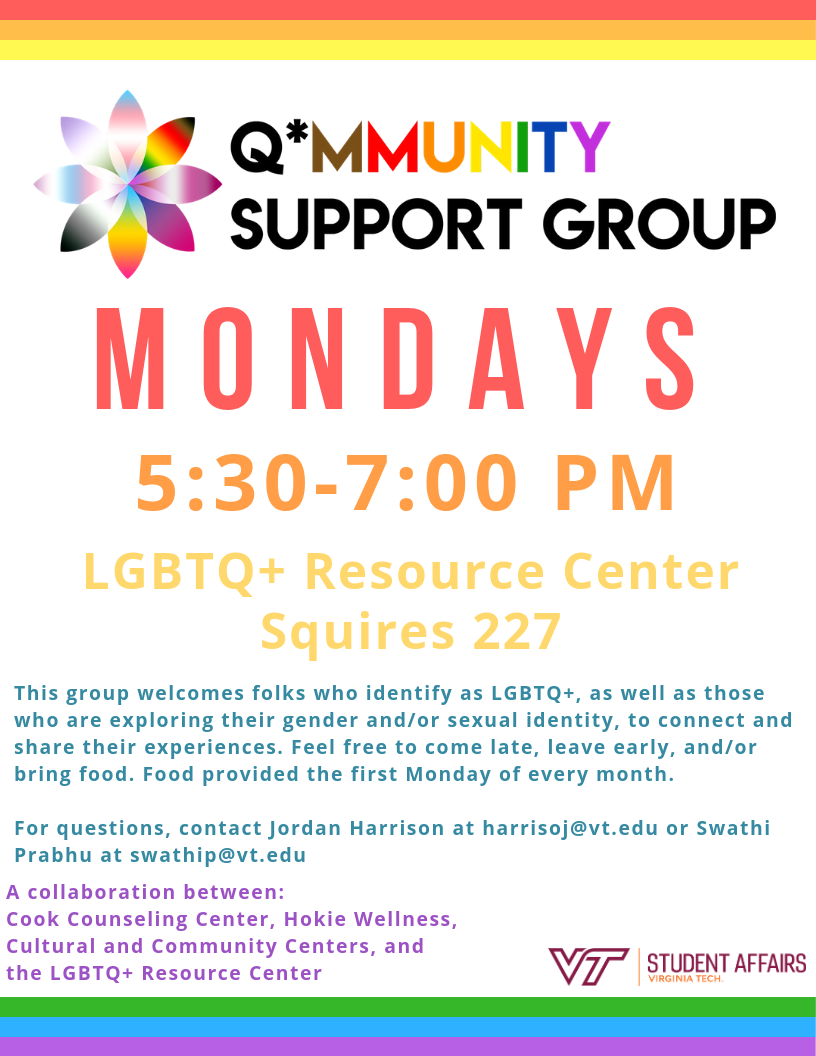 Q*MMUNITY
SUPPORT GROUP
MONDAYS
5:30-7:00 PM
LGBTQ+ Resource Center
Squires 227
This group welcomes folks who identify as LGBTQ+, as well as those
who are exploring their gender and/or sexual identity, to connect and
share their experiences. Feel free to come late, leave early, and/or
bring food. Food provided the first Monday of every month.
For questions, contact Jordan Harrison at harrisoj@vt.edu or Swathi
Prabhu at swathip@vt.edu
A collaboration between:
Cook Counseling Center, Hokie Wellness,
Cultural and Community Centers, and
the LGBTQ+ Resource Center
VT STUDENT AFFAIRS
VIRGINIA TECH.